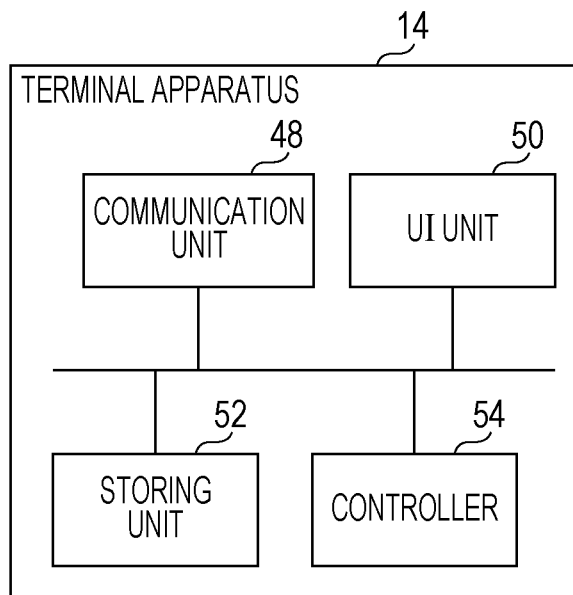 14
TERMINAL APPARATUS
48
50
COMMUNICATION
UNIT
UI UNIT
52
54
STORING
UNIT
CONTROLLER